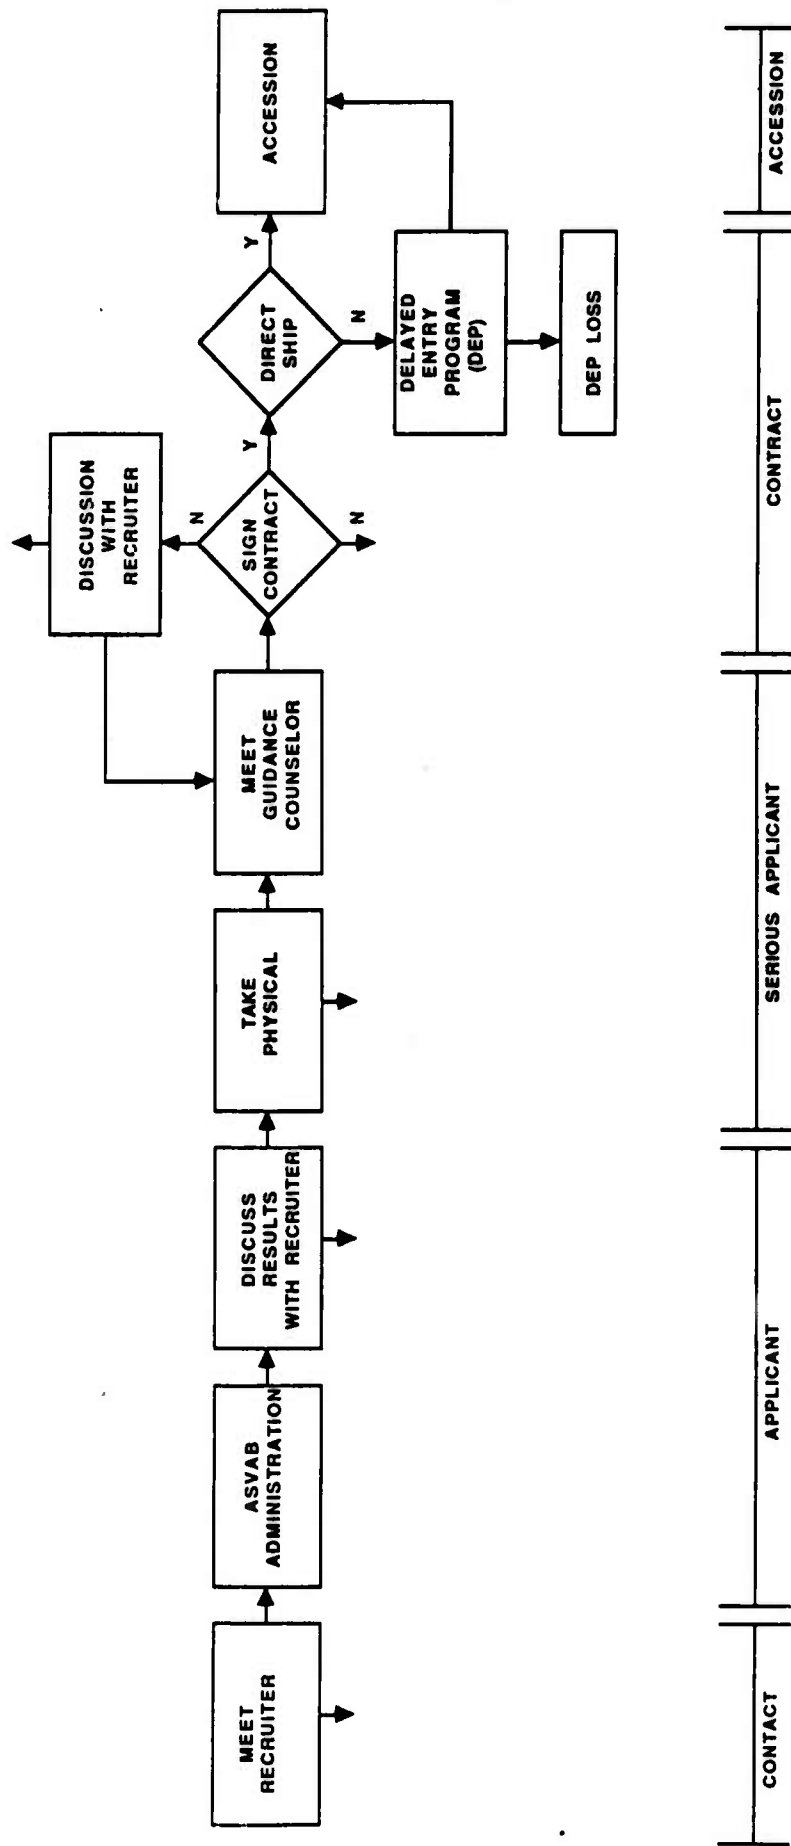 MEET
RECRUITER
ASVAB
ADMINISTRATION
DISCUSS
RESULTS
WITH RECRUITER
TAKE
PHYSICAL
MEET
GUIDANCE
COUNSELOR
DISCUSSION
WITH
RECRUITER
N
SIGN
CONTRACT
N
Y
DIRECT
SHIP
N
Y
DELAYED
ENTRY
PROGRAM
(DEP)
DEP LOSS
ACCESSION
CONTACT
APPLICANT
SERIOUS APPLICANT
CONTRACT
ACCESSION